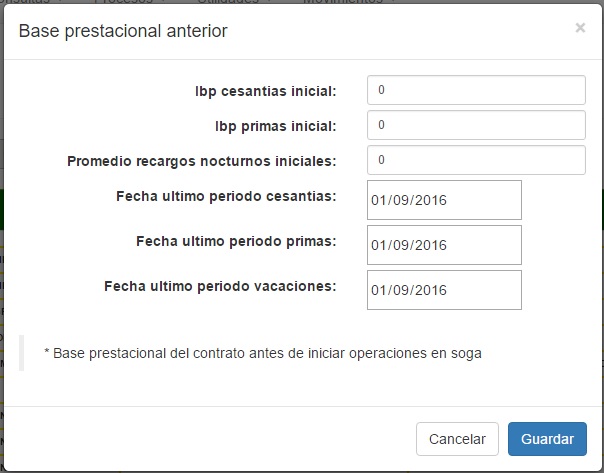 Base prestacional anterior
×
Ibp cesantias inicial: 0
Ibp primas inicial: 0
Promedio recargos nocturnos iniciales: 0
Fecha ultimo periodo cesantias: 01/09/2016
Fecha ultimo periodo primas: 01/09/2016
Fecha ultimo periodo vacaciones: 01/09/2016
* Base prestacional del contrato antes de iniciar operaciones en soga
Cancelar Guardar